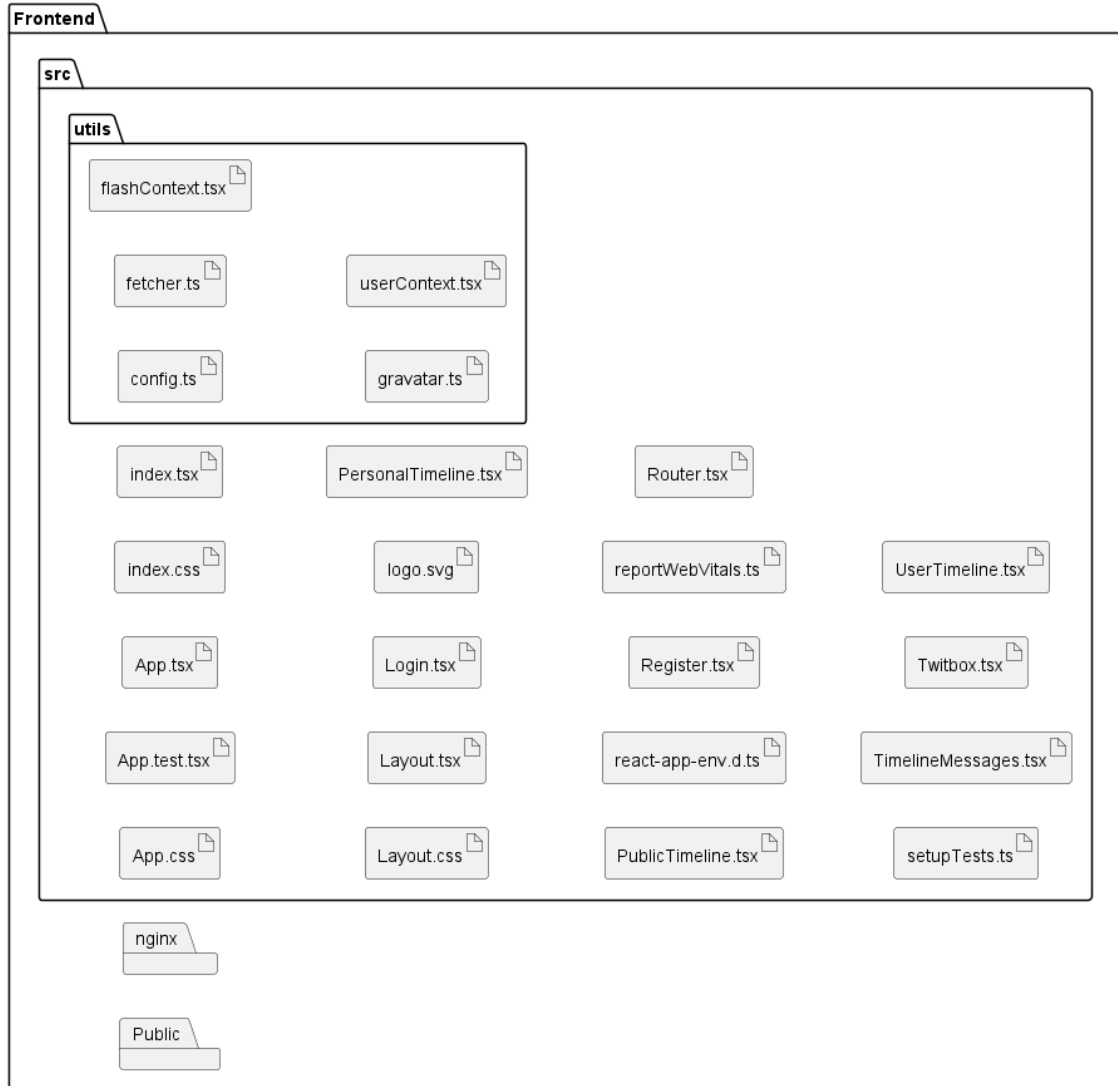 Frontend
src
utils
flashContext.tsx
fetcher.ts
userContext.tsx
config.ts
gravatar.ts
index.tsx
PersonalTimeline.tsx
Router.tsx
index.css
logo.svg
reportWebVitals.ts
UserTimeline.tsx
App.tsx
Login.tsx
Register.tsx
Twitbox.tsx
App.test.tsx
Layout.tsx
react-app-env.d.ts
TimelineMessages.tsx
App.css
Layout.css
PublicTimeline.tsx
setupTests.ts
nginx
Public